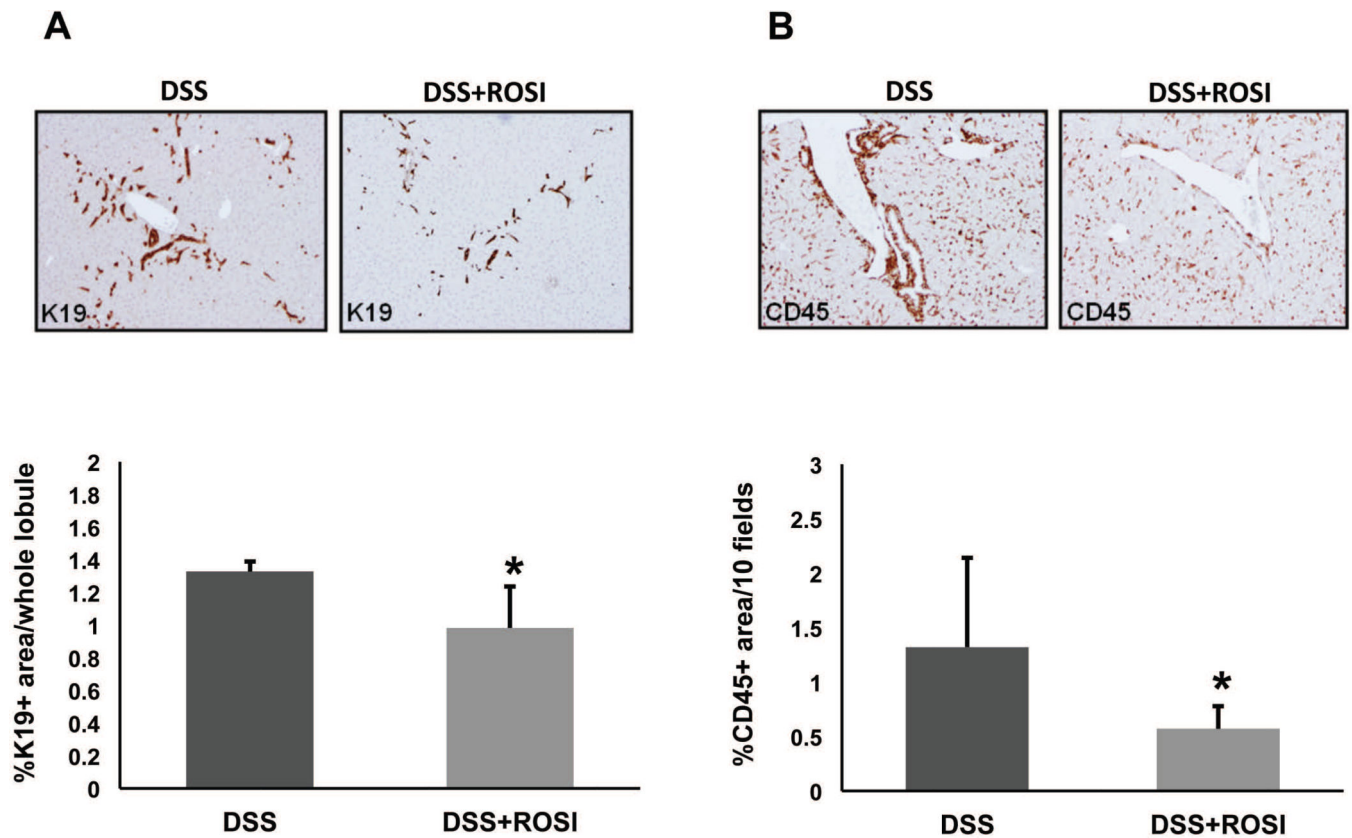 A
B
DSS
DSS+ROSI
DSS
DSS+ROSI
K19
K19
CD45
CD45
%K19+ area/whole lobule
2
1.8
1.6
1.4
1.2
1
0.8
0.6
0.4
0.2
0
*
DSS
DSS+ROSI
%CD45+ area/10 fields
3
2.5
2
1.5
1
0.5
0
*
DSS
DSS+ROSI